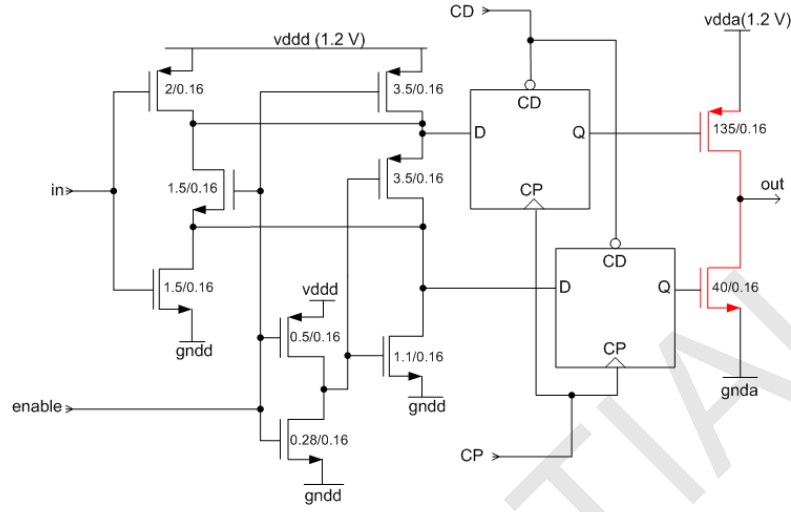 CD
vddd (1.2 V)
vdda(1.2 V)
2/0.16
3.5/0.16
CD
D
Q
135/0.16
in
1.5/0.16
3.5/0.16
CP
out
CD
D
Q
1.5/0.16
vddd
40/0.16
gndd
0.5/0.16
1.1/0.16
CP
gnda
enable
gndd
0.28/0.16
CP
gndd
TIAL